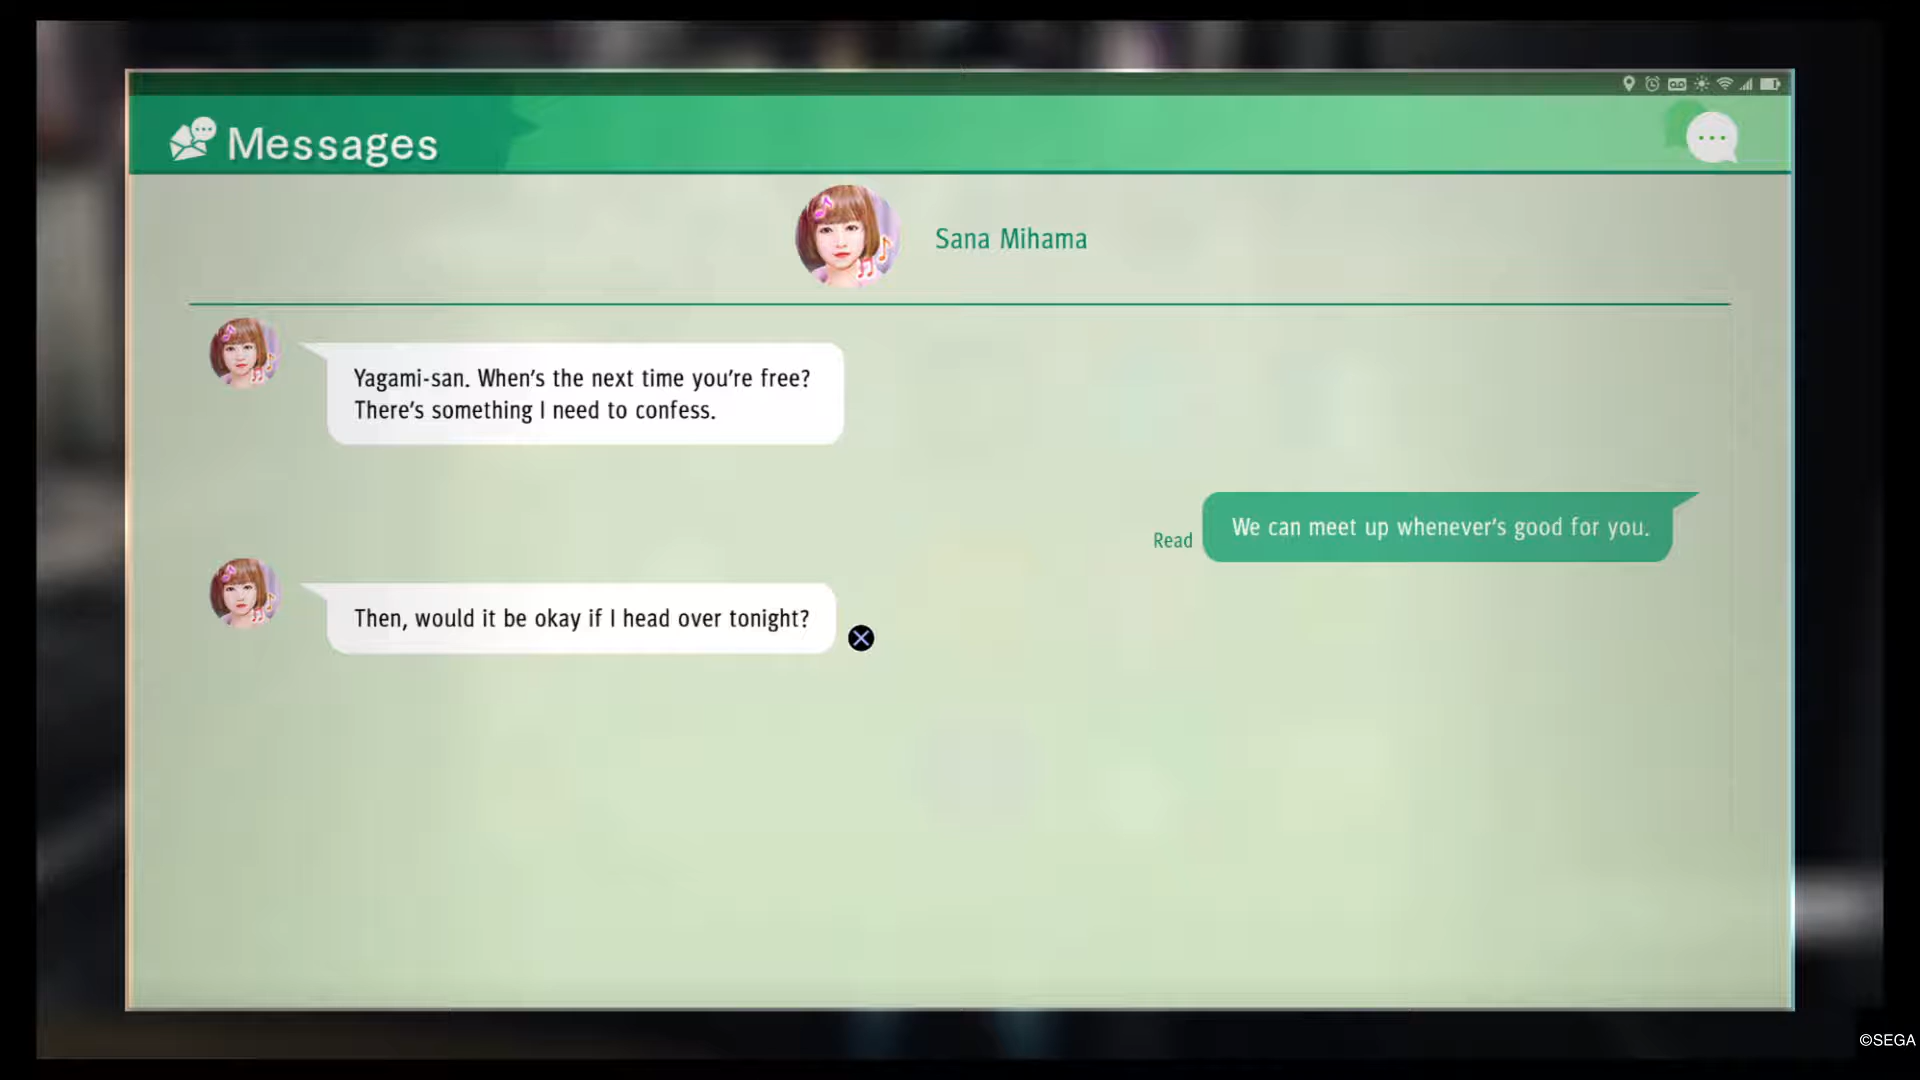 Messages
Sana Mihama
Yagami-san. When's the next time you're free?
There's something I need to confess.
We can meet up whenever's good for you.
Read
Then, would it be okay if I head over tonight?
©SEGA